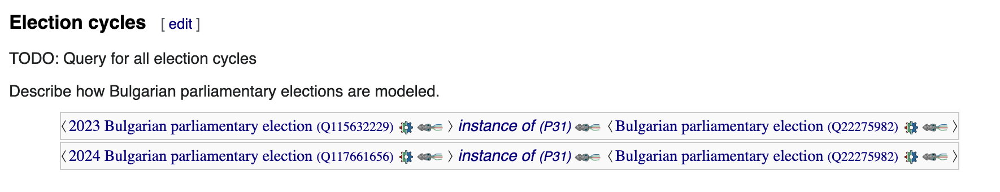 Election cycles [ edit ]
TODO: Query for all election cycles
Describe how Bulgarian parliamentary elections are modeled.
⟨ 2023 Bulgarian parliamentary election (Q115632229) ⟩ instance of (P31) ⟨ Bulgarian parliamentary election (Q22275982) ⟩
⟨ 2024 Bulgarian parliamentary election (Q117661656) ⟩ instance of (P31) ⟨ Bulgarian parliamentary election (Q22275982) ⟩